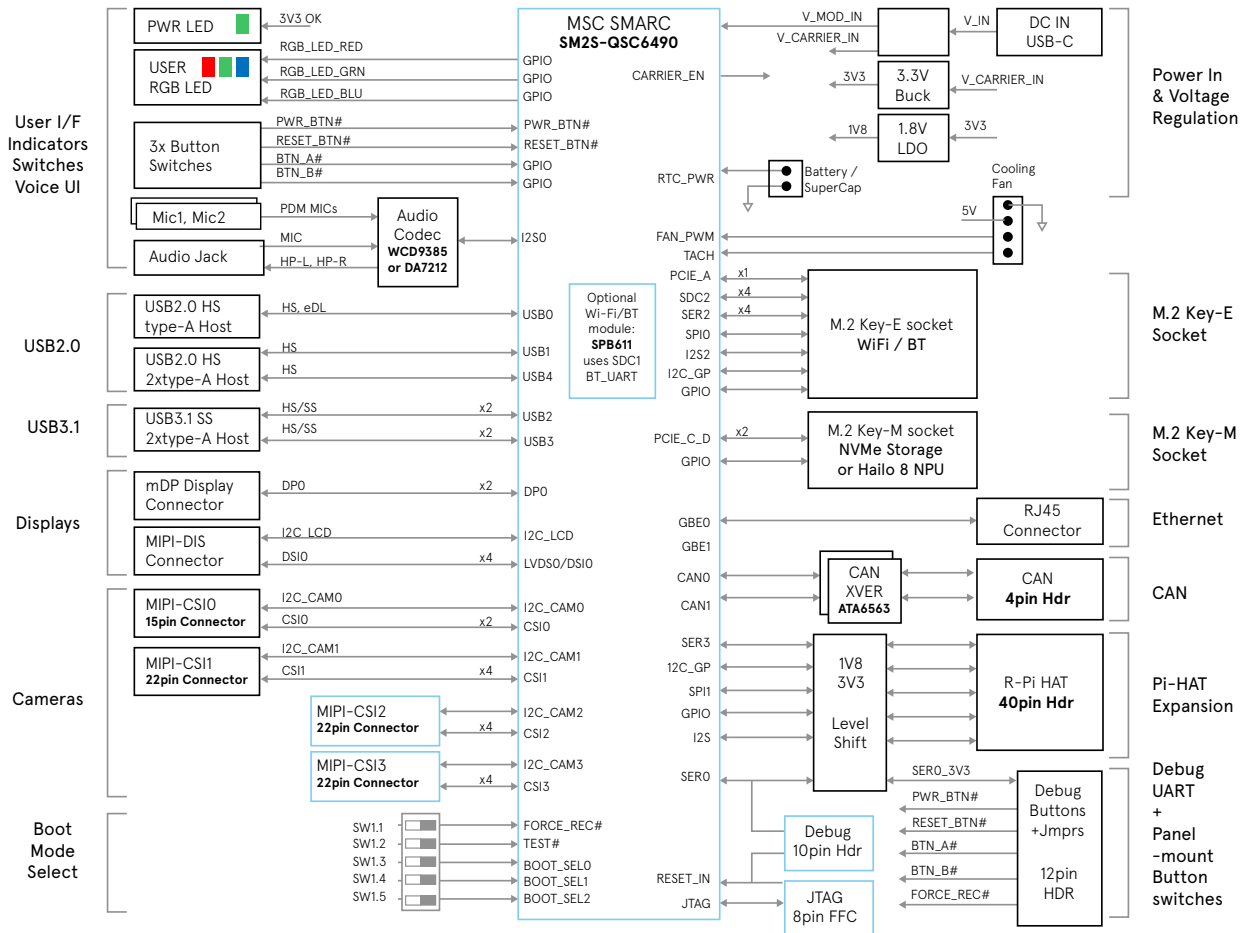 PWR LED
3V3 OK
USER
RGB LED
RGB_LED_RED
RGB_LED_GRN
RGB_LED_BLU
User I/F
Indicators
Switches
Voice UI
3x Button
Switches
PWR_BTN#
RESET_BTN#
BTN_A#
BTN_B#
Mic1, Mic2
PDM MICs
Audio Jack
MIC
HP-L, HP-R
Audio
Codec
WCD9385
or DA7212
USB2.0
USB2.0 HS
type-A Host
HS, eDL
USB2.0 HS
2xtype-A Host
HS
HS
USB3.1
USB3.1 SS
2xtype-A Host
HS/SS
x2
HS/SS
x2
Displays
mDP Display
Connector
DP0
x2
MIPI-DIS
Connector
I2C_LCD
DSI0
x4
Cameras
MIPI-CSI0
15pin Connector
I2C_CAM0
CSI0
x2
MIPI-CSI1
22pin Connector
I2C_CAM1
CSI1
x4
MIPI-CSI2
22pin Connector
x4
MIPI-CSI3
22pin Connector
x4
Boot
Mode
Select
SW1.1
SW1.2
SW1.3
SW1.4
SW1.5
MSC SMARC
SM2S-QSC6490
GPIO
GPIO
GPIO
PWR_BTN#
RESET_BTN#
GPIO
GPIO
I2S0
USB0
USB1
USB4
USB2
USB3
DP0
I2C_LCD
LVDS0/DSI0
I2C_CAM0
CSI0
I2C_CAM1
CSI1
I2C_CAM2
CSI2
I2C_CAM3
CSI3
FORCE_REC#
TEST#
BOOT_SEL0
BOOT_SEL1
BOOT_SEL2
Optional
Wi-Fi/BT
module:
SPB611
uses SDC1
BT_UART
CARRIER_EN
RTC_PWR
FAN_PWM
TACH
PCIE_A
SDC2
SER2
SPI0
I2S2
I2C_GP
GPIO
PCIE_C_D
GPIO
GBE0
GBE1
CAN0
CAN1
SER3
12C_GP
SPI1
GPIO
I2S
SER0
RESET_IN
JTAG
V_MOD_IN
V_CARRIER_IN
V_IN
DC IN
USB-C
3V3
3.3V
Buck
V_CARRIER_IN
1V8
1.8V
LDO
3V3
Power In
& Voltage
Regulation
Battery /
SuperCap
Cooling
Fan
5V
x1
x4
x4
M.2 Key-E socket
WiFi / BT
M.2 Key-E
Socket
x2
M.2 Key-M socket
NVMe Storage
or Hailo 8 NPU
M.2 Key-M
Socket
RJ45
Connector
Ethernet
CAN
XVER
ATA6563
CAN
4pin Hdr
CAN
1V8
3V3
Level
Shift
R-Pi HAT
40pin Hdr
Pi-HAT
Expansion
SER0_3V3
PWR_BTN#
RESET_BTN#
BTN_A#
BTN_B#
FORCE_REC#
Debug
Buttons
+Jmprs
12pin
HDR
Debug
10pin Hdr
JTAG
8pin FFC
Debug
UART
+
Panel
-mount
Button
switches